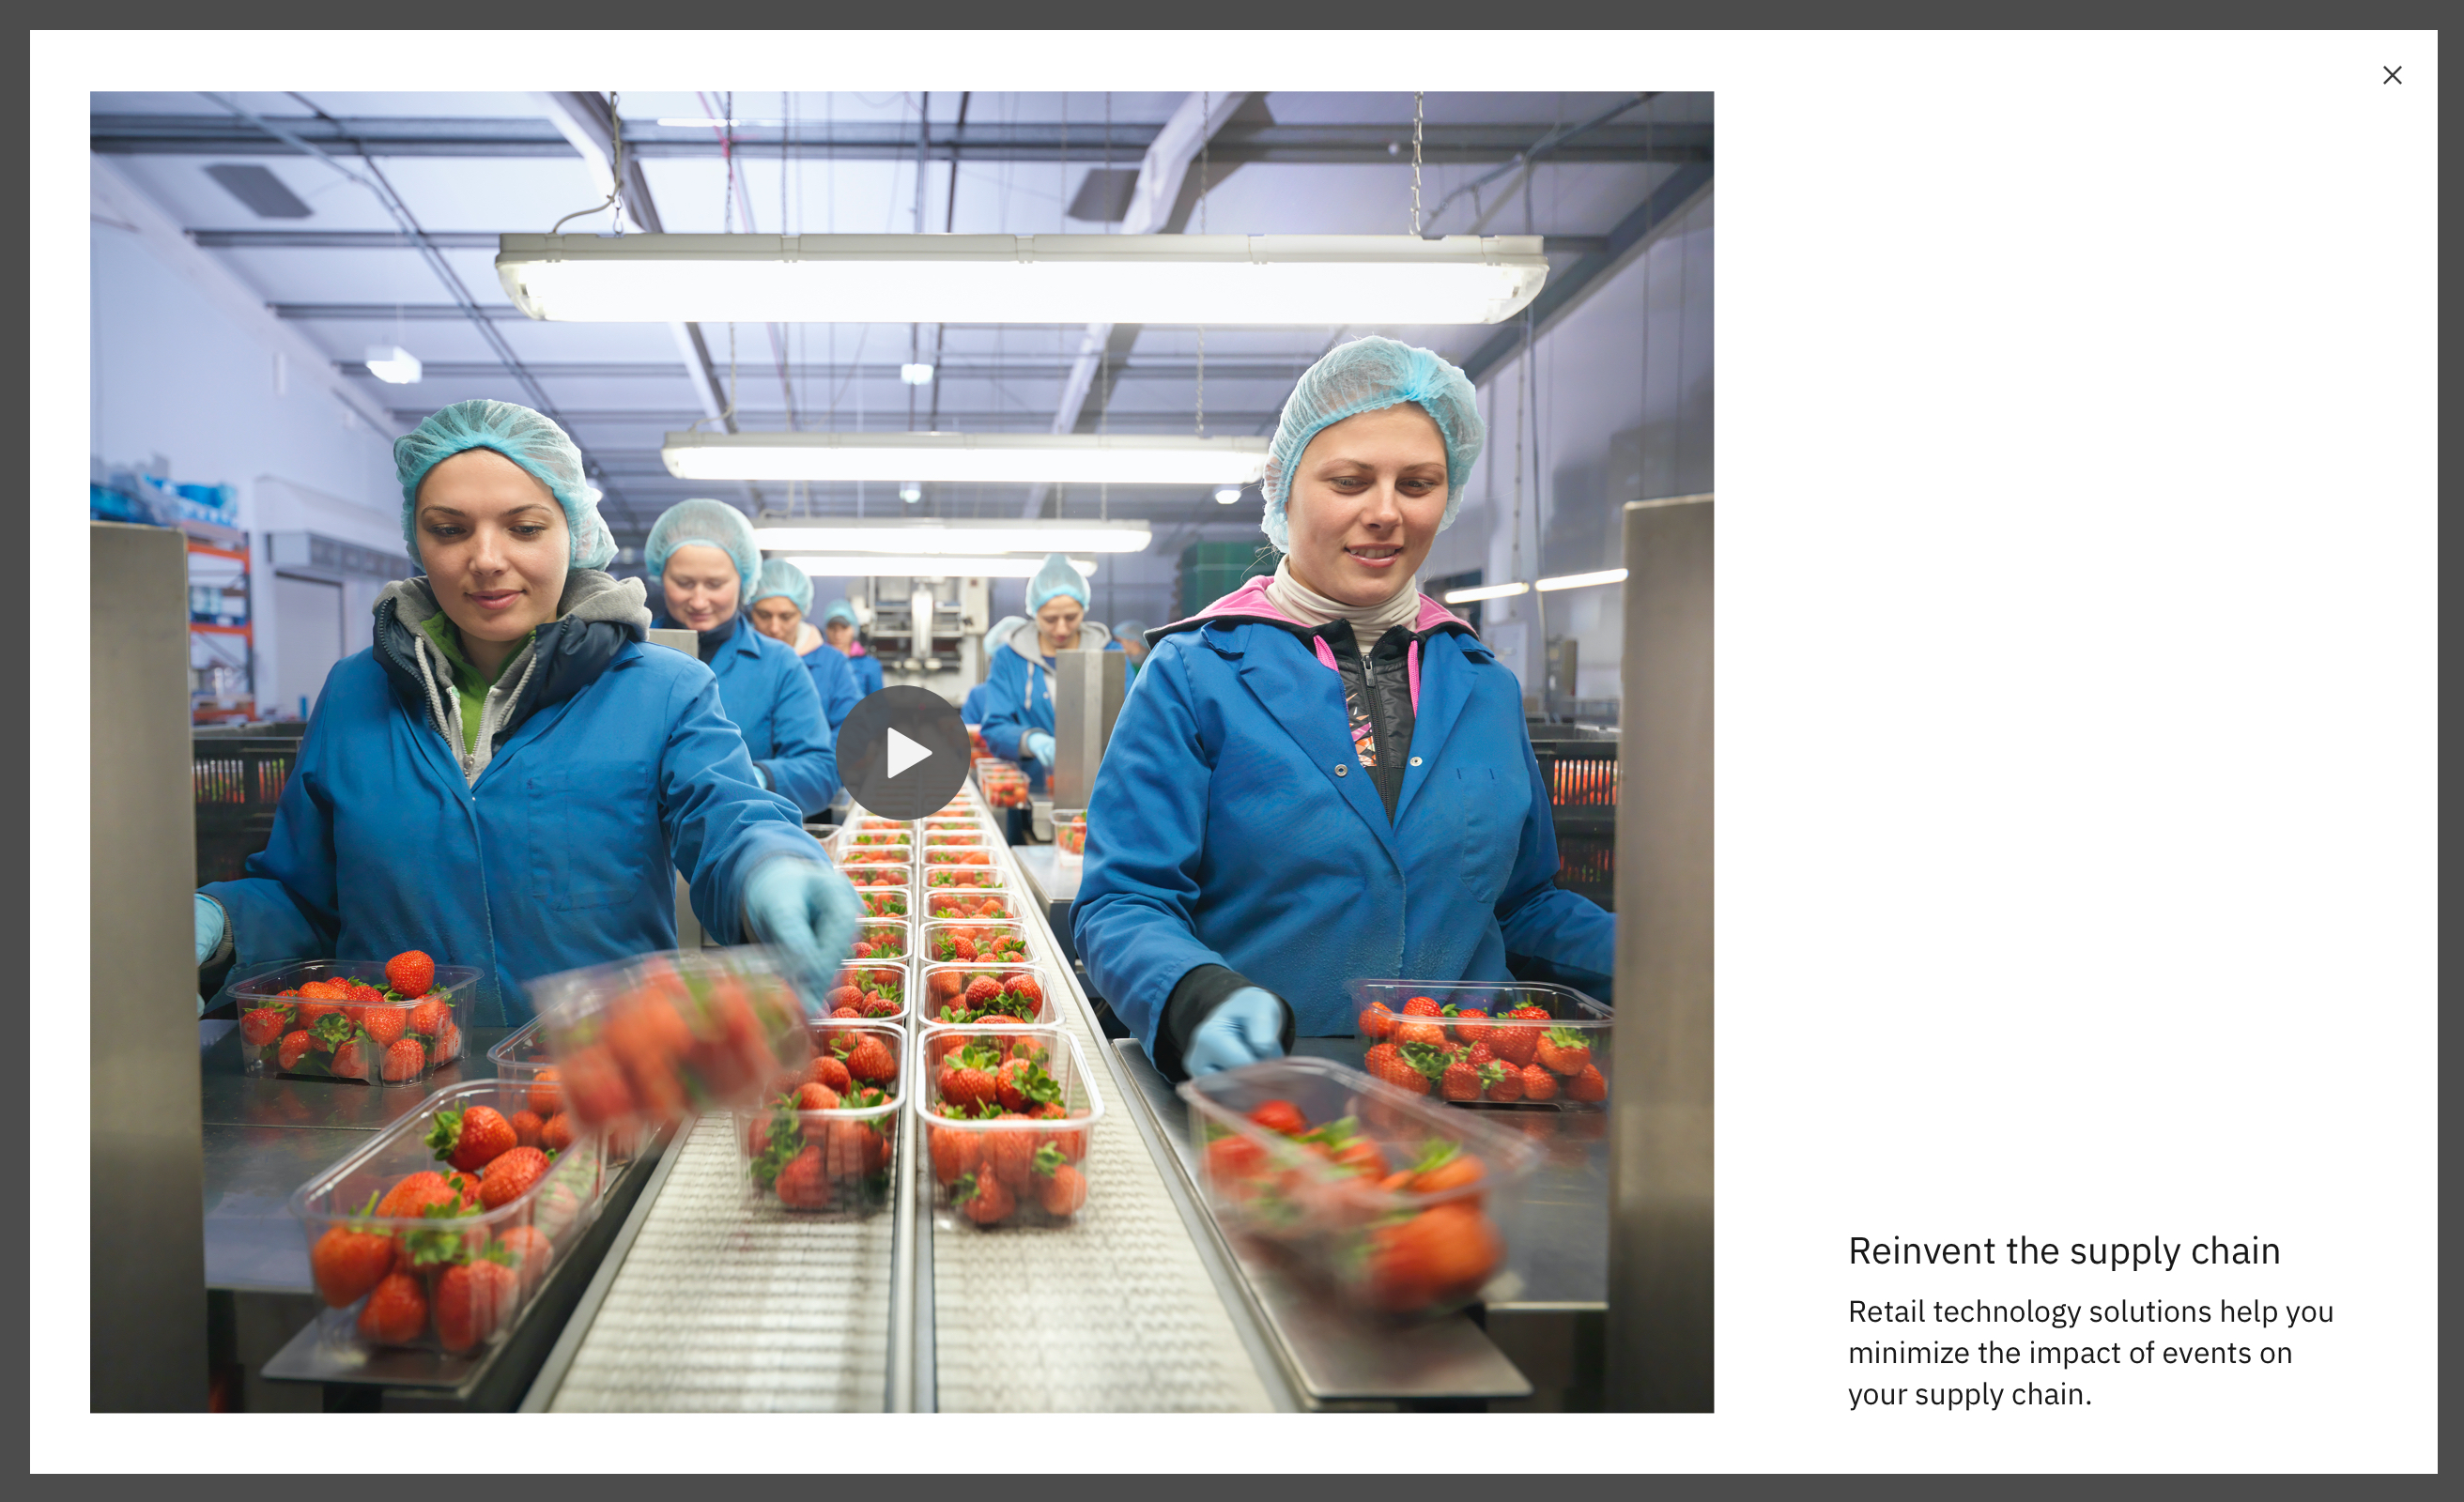 Reinvent the supply chain
Retail technology solutions help you
minimize the impact of events on
your supply chain.